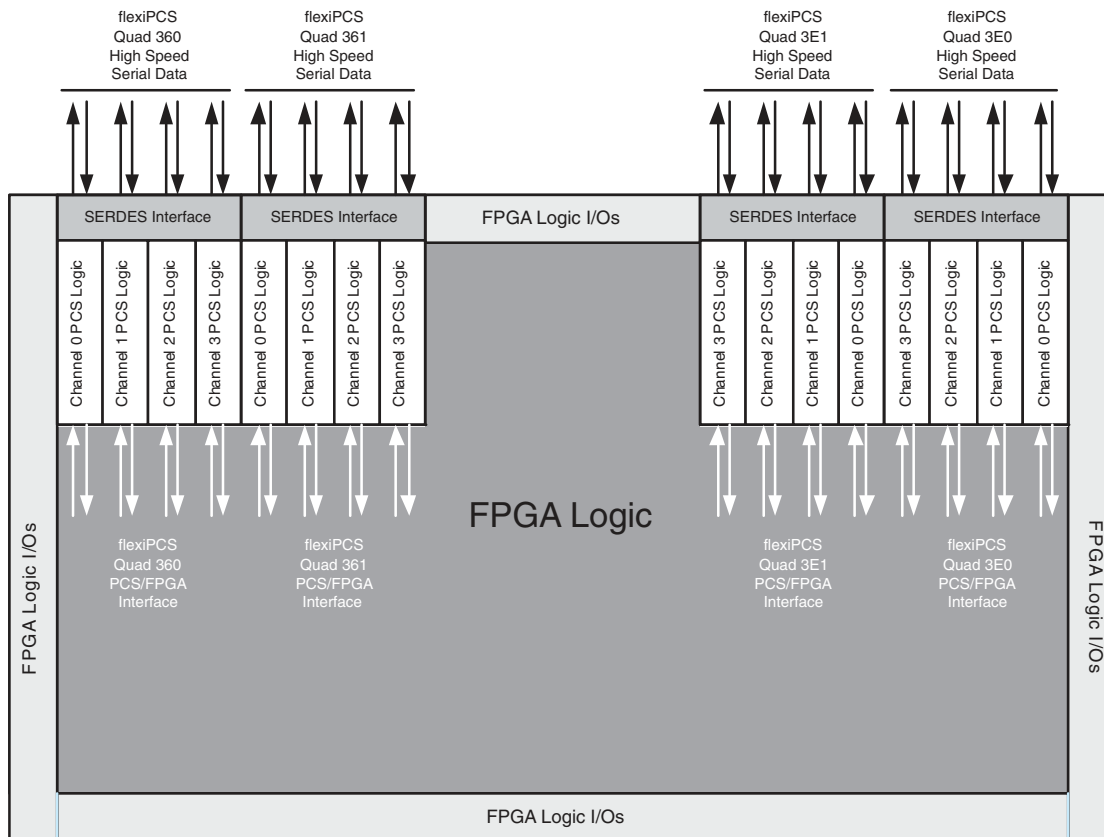 flexiPCS
Quad 360
High Speed
Serial Data
flexiPCS
Quad 361
High Speed
Serial Data
flexiPCS
Quad 3E1
High Speed
Serial Data
flexiPCS
Quad 3E0
High Speed
Serial Data
SERDES Interface
SERDES Interface
FPGA Logic I/Os
SERDES Interface
SERDES Interface
Channel 0 PCS Logic
Channel 1 PCS Logic
Channel 2 PCS Logic
Channel 3 PCS Logic
Channel 0 PCS Logic
Channel 1 PCS Logic
Channel 2 PCS Logic
Channel 3 PCS Logic
Channel 3 PCS Logic
Channel 2 PCS Logic
Channel 1 PCS Logic
Channel 0 PCS Logic
Channel 3 PCS Logic
Channel 2 PCS Logic
Channel 1 PCS Logic
Channel 0 PCS Logic
FPGA Logic
FPGA Logic I/Os
flexiPCS
Quad 360
PCS/FPGA
Interface
flexiPCS
Quad 361
PCS/FPGA
Interface
flexiPCS
Quad 3E1
PCS/FPGA
Interface
flexiPCS
Quad 3E0
PCS/FPGA
Interface
FPGA Logic I/Os
FPGA Logic I/Os